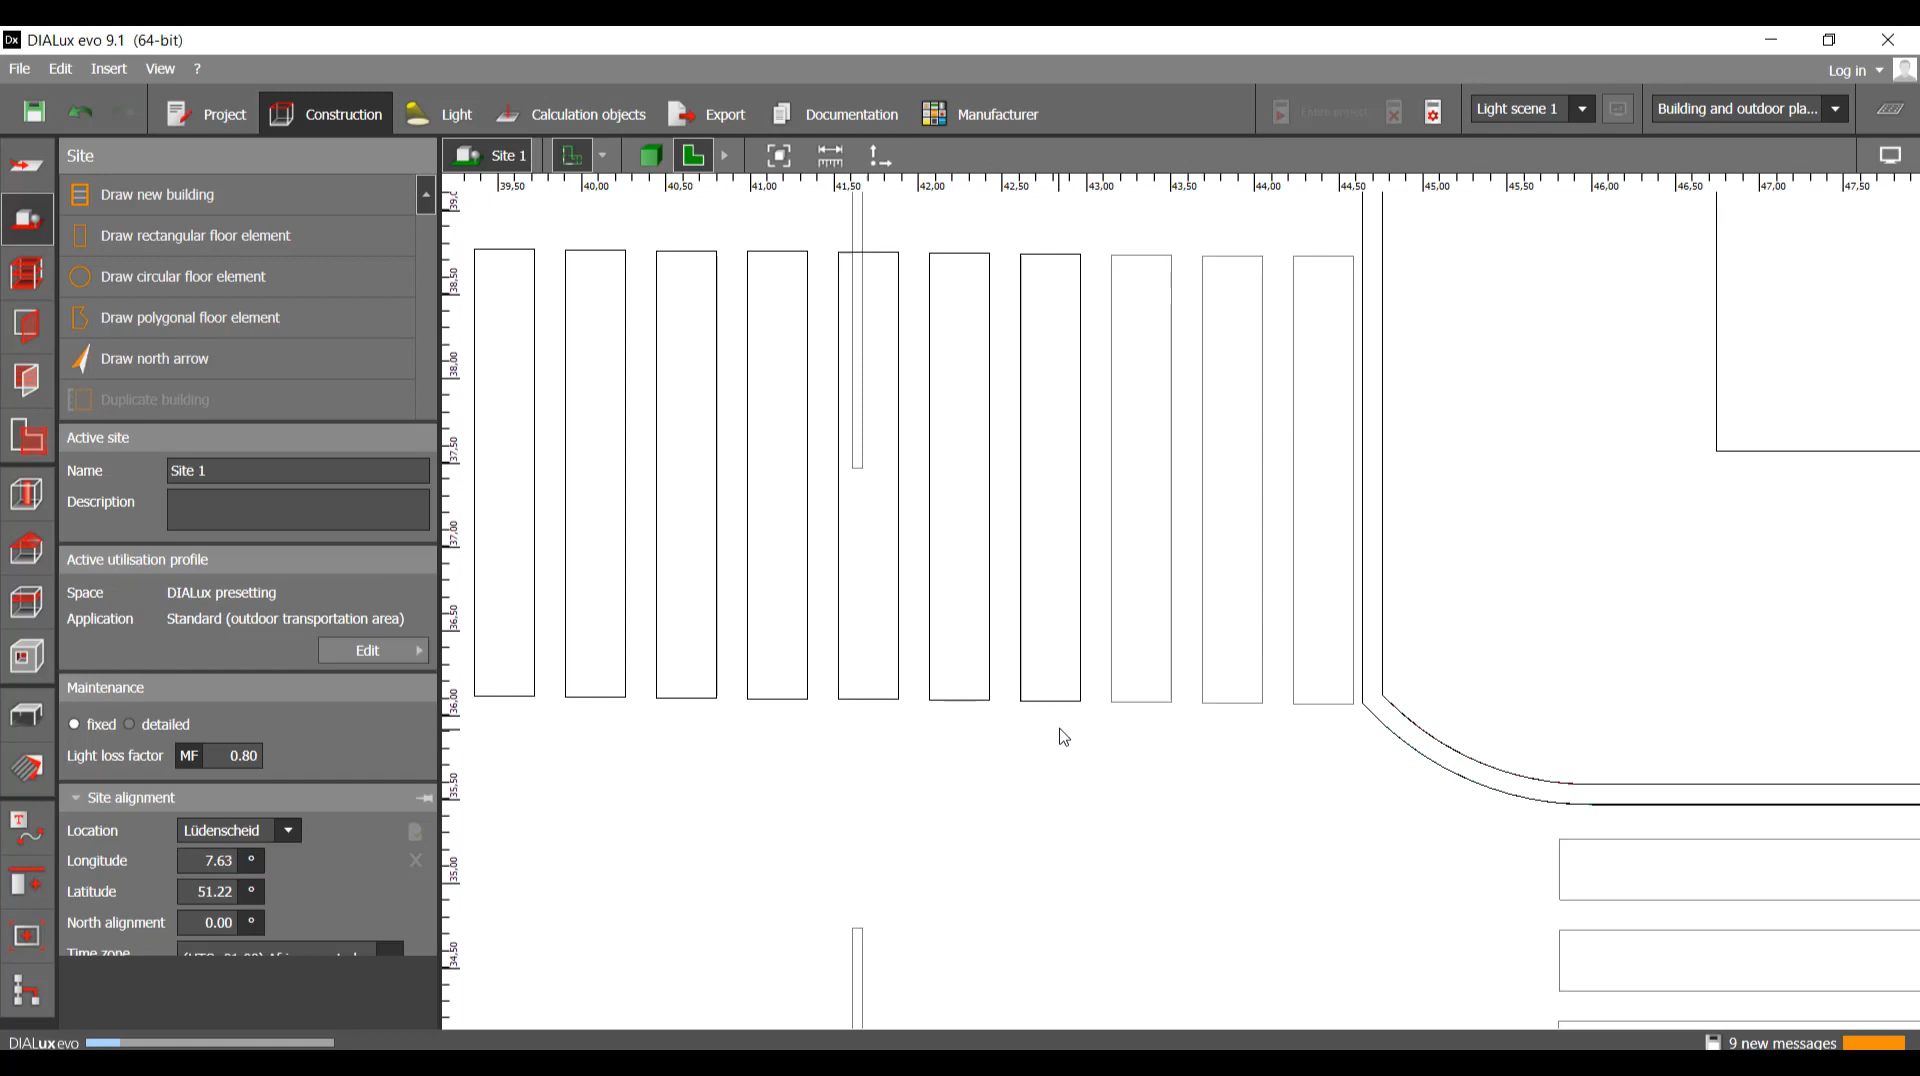 Dx DIALux evo 9.1 (64-bit)
File Edit Insert View ?
Log in
Project Construction Light Calculation objects Export Documentation Manufacturer Entire project Light scene 1 Building and outdoor pla...
Site
Site 1
39,50 40,00 40,50 41,00 41,50 42,00 42,50 43,00 43,50 44,00 44,50 45,00 45,50 46,00 46,50 47,00 47,50
38,50
38,00
37,50
37,00
36,50
36,00
35,50
35,00
34,50
Draw new building
Draw rectangular floor element
Draw circular floor element
Draw polygonal floor element
Draw north arrow
Duplicate building
Active site
Name Site 1
Description
Active utilisation profile
Space DIALux presetting
Application Standard (outdoor transportation area)
Edit
Maintenance
fixed detailed
Light loss factor MF 0.80
Site alignment
Location Lüdenscheid
Longitude 7.63 °
Latitude 51.22 °
North alignment 0.00 °
Time zone
DIALux evo
9 new messages